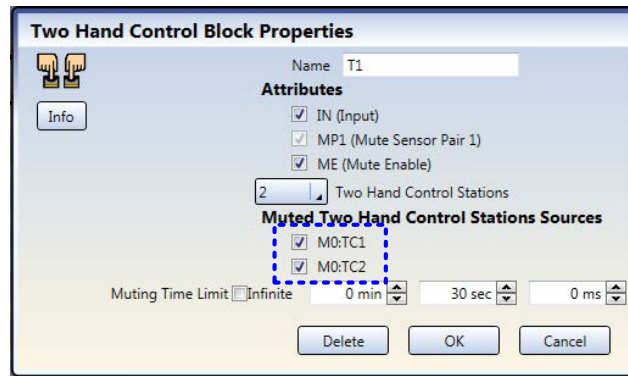 Two Hand Control Block Properties
Name T1
Attributes
Info
IN (Input)
MP1 (Mute Sensor Pair 1)
ME (Mute Enable)
2 Two Hand Control Stations
Muted Two Hand Control Stations Sources
M0:TC1
M0:TC2
Muting Time Limit Infinite 0 min 30 sec 0 ms
Delete OK Cancel